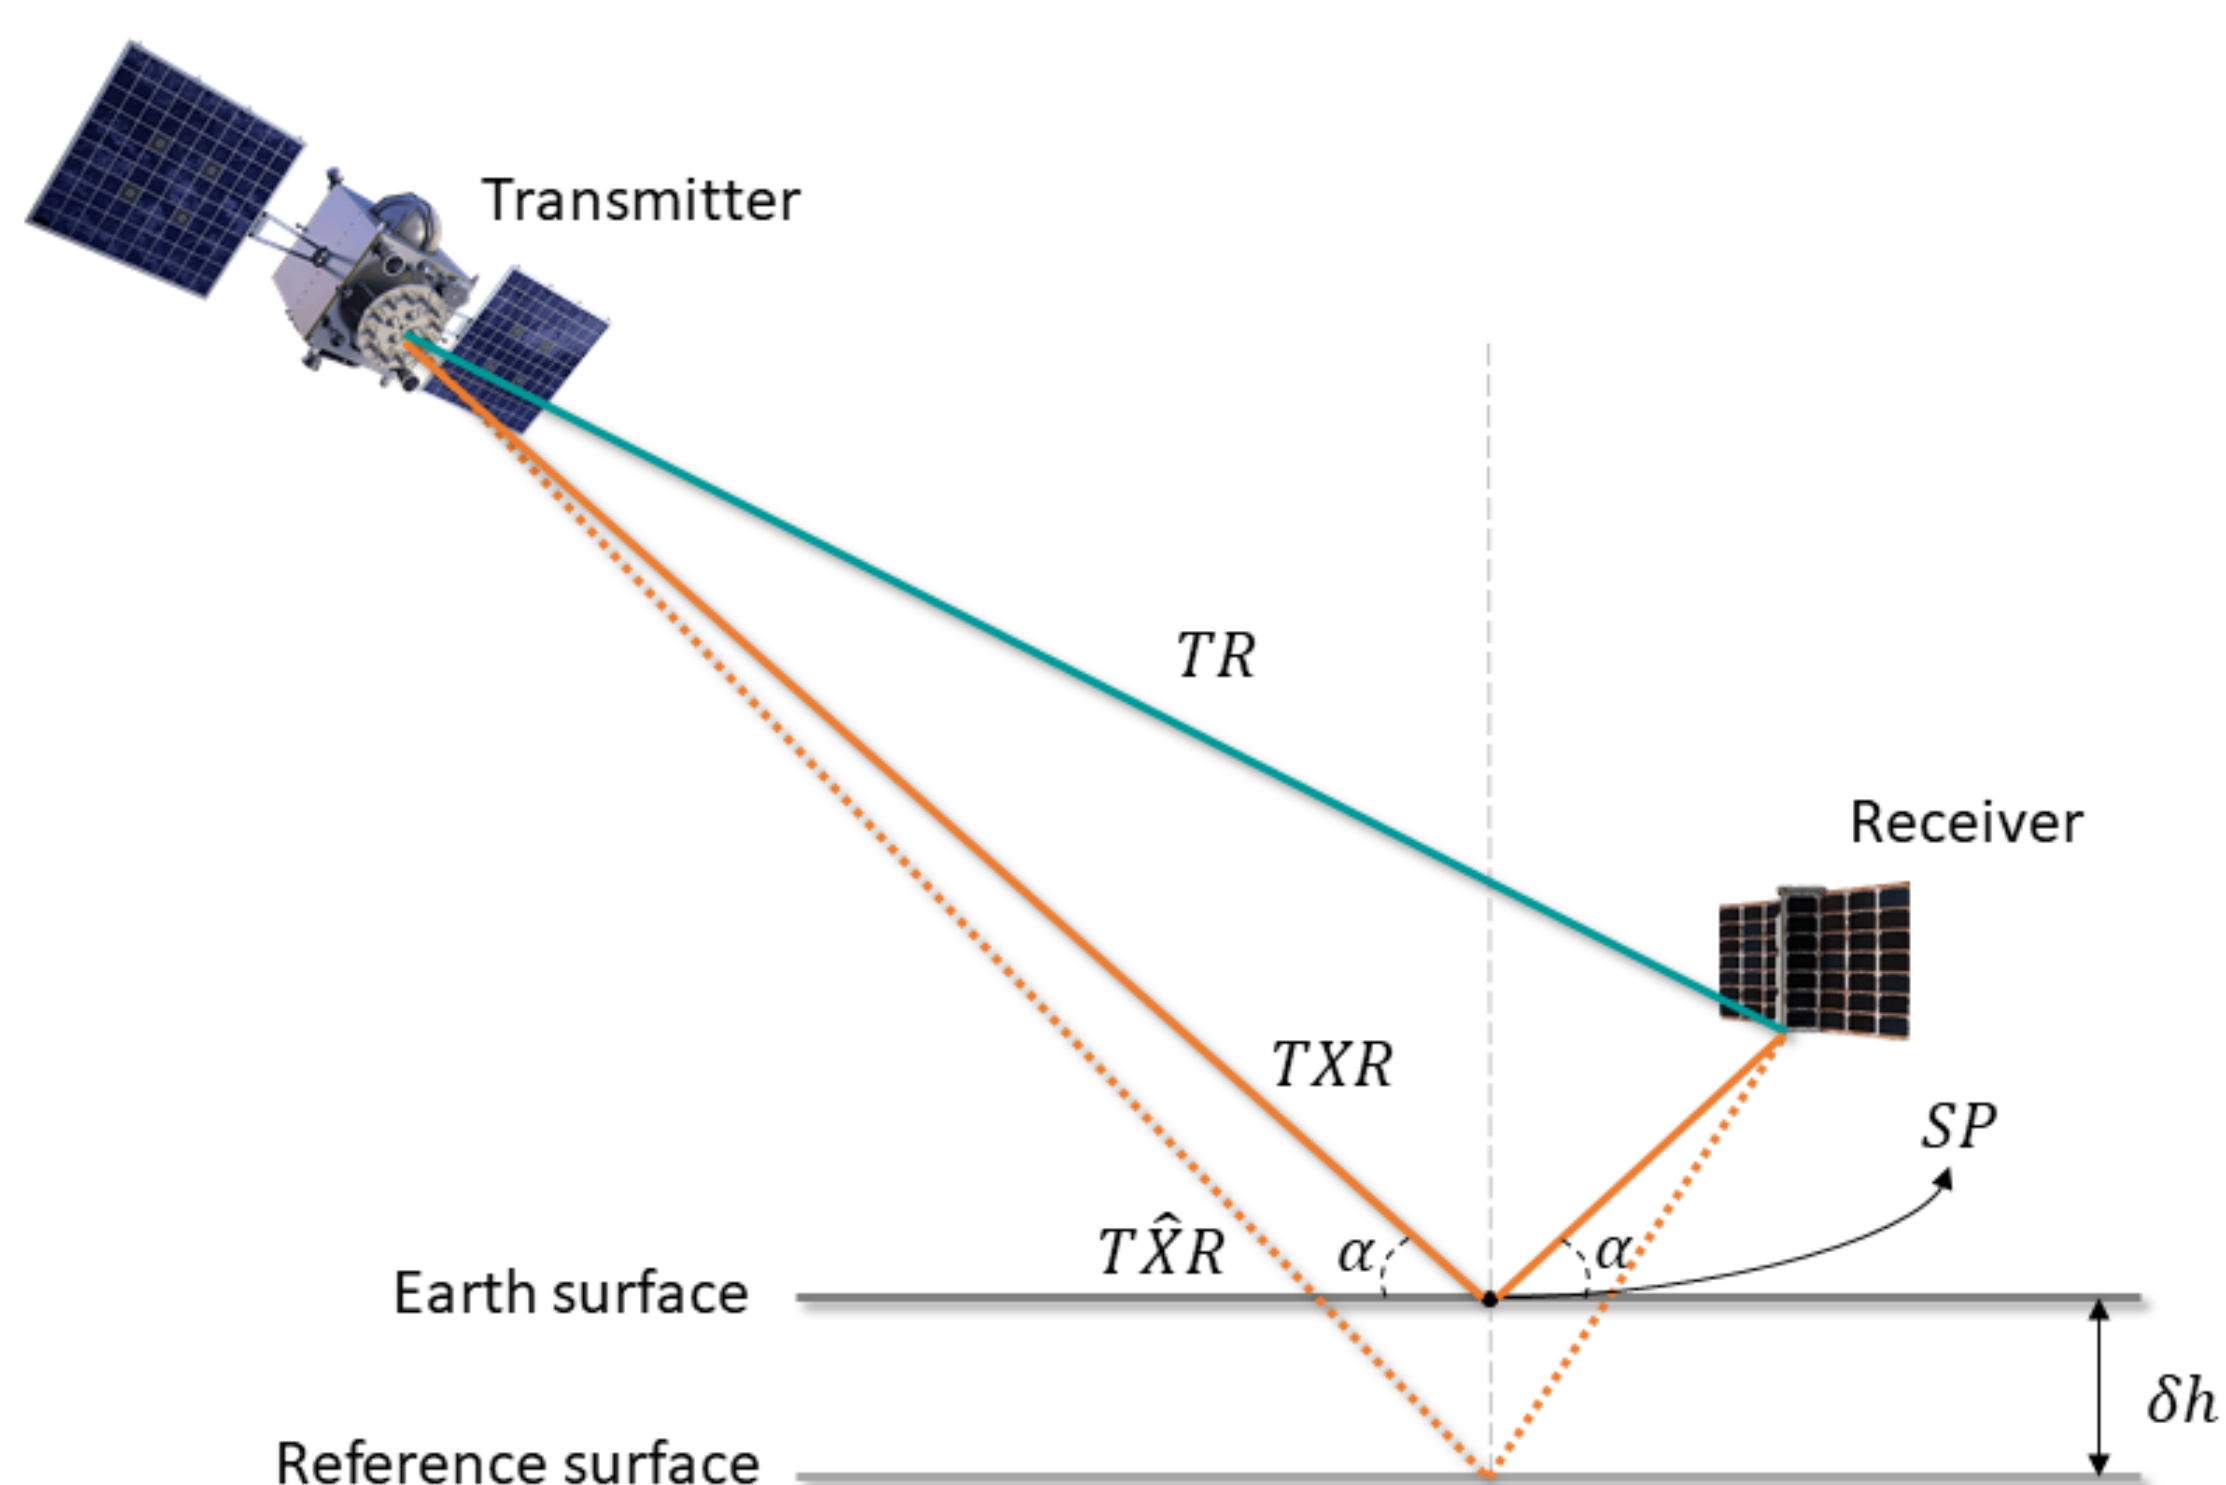 Transmitter
TR
Receiver
TXR
SP
TX̂R
α
α
Earth surface
δh
Reference surface